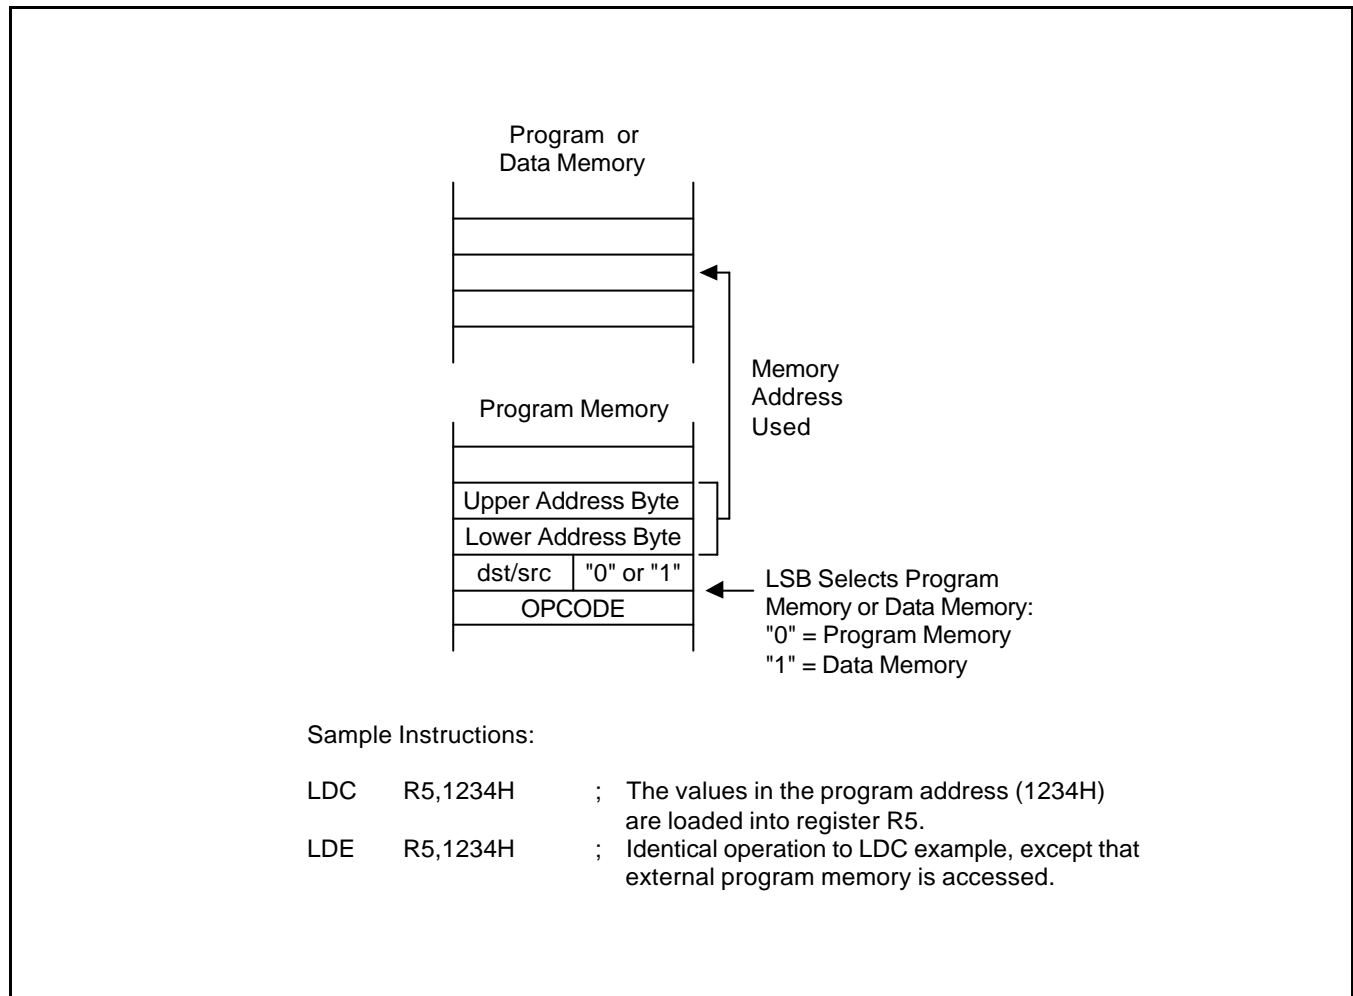 Program or
Data Memory
Memory
Address
Used
Program Memory
Upper Address Byte
Lower Address Byte
dst/src "0" or "1"
OPCODE
LSB Selects Program
Memory or Data Memory:
"0" = Program Memory
"1" = Data Memory
Sample Instructions:
LDC R5,1234H ; The values in the program address (1234H)
are loaded into register R5.
LDE R5,1234H ; Identical operation to LDC example, except that
external program memory is accessed.